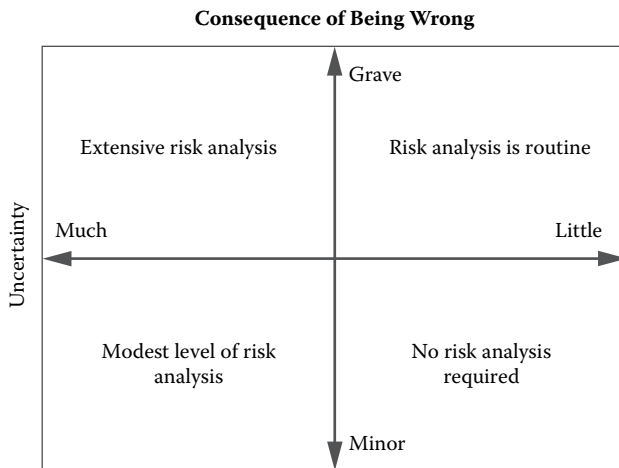 Consequence of Being Wrong
Grave
Extensive risk analysis
Risk analysis is routine
Uncertainty
Much
Little
Modest level of risk
analysis
No risk analysis
required
Minor